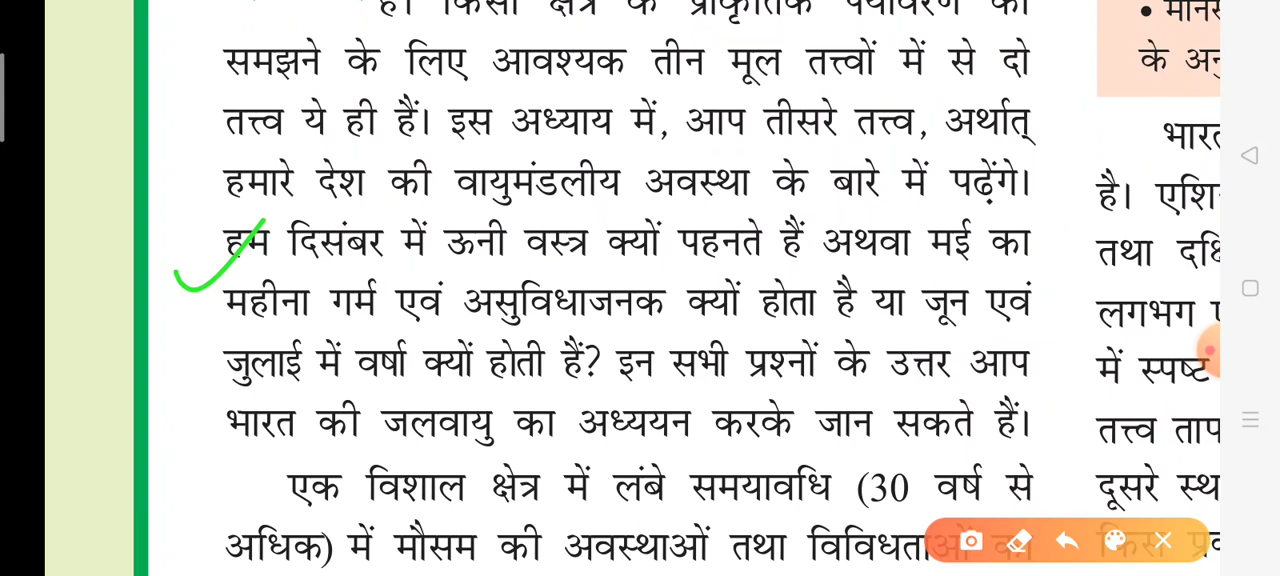 है। किसी क्षेत्र के प्राकृतिक पर्यावरण को
समझने के लिए आवश्यक तीन मूल तत्त्वों में से दो
तत्त्व ये ही हैं। इस अध्याय में, आप तीसरे तत्त्व, अर्थात्
हमारे देश की वायुमंडलीय अवस्था के बारे में पढ़ेंगे।
हम दिसंबर में ऊनी वस्त्र क्यों पहनते हैं अथवा मई का
महीना गर्म एवं असुविधाजनक क्यों होता है या जून एवं
जुलाई में वर्षा क्यों होती हैं? इन सभी प्रश्नों के उत्तर आप
भारत की जलवायु का अध्ययन करके जान सकते हैं।
एक विशाल क्षेत्र में लंबे समयावधि (30 वर्ष से
अधिक) में मौसम की अवस्थाओं तथा विविधताओं का
• मानस
के अनु
भारत
है। एशि
तथा दक्षि
लगभग
में स्पष्ट
तत्त्व ताप
दूसरे स्थ
किस